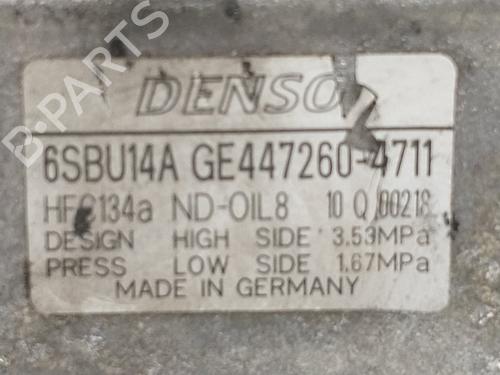 B-PARTS
DENSO
6SBU14A GE447260-4711
HFC134a ND-OIL8 10 Q 00218
DESIGN HIGH SIDE 3.53MPa
PRESS LOW SIDE 1.67MPa
MADE IN GERMANY